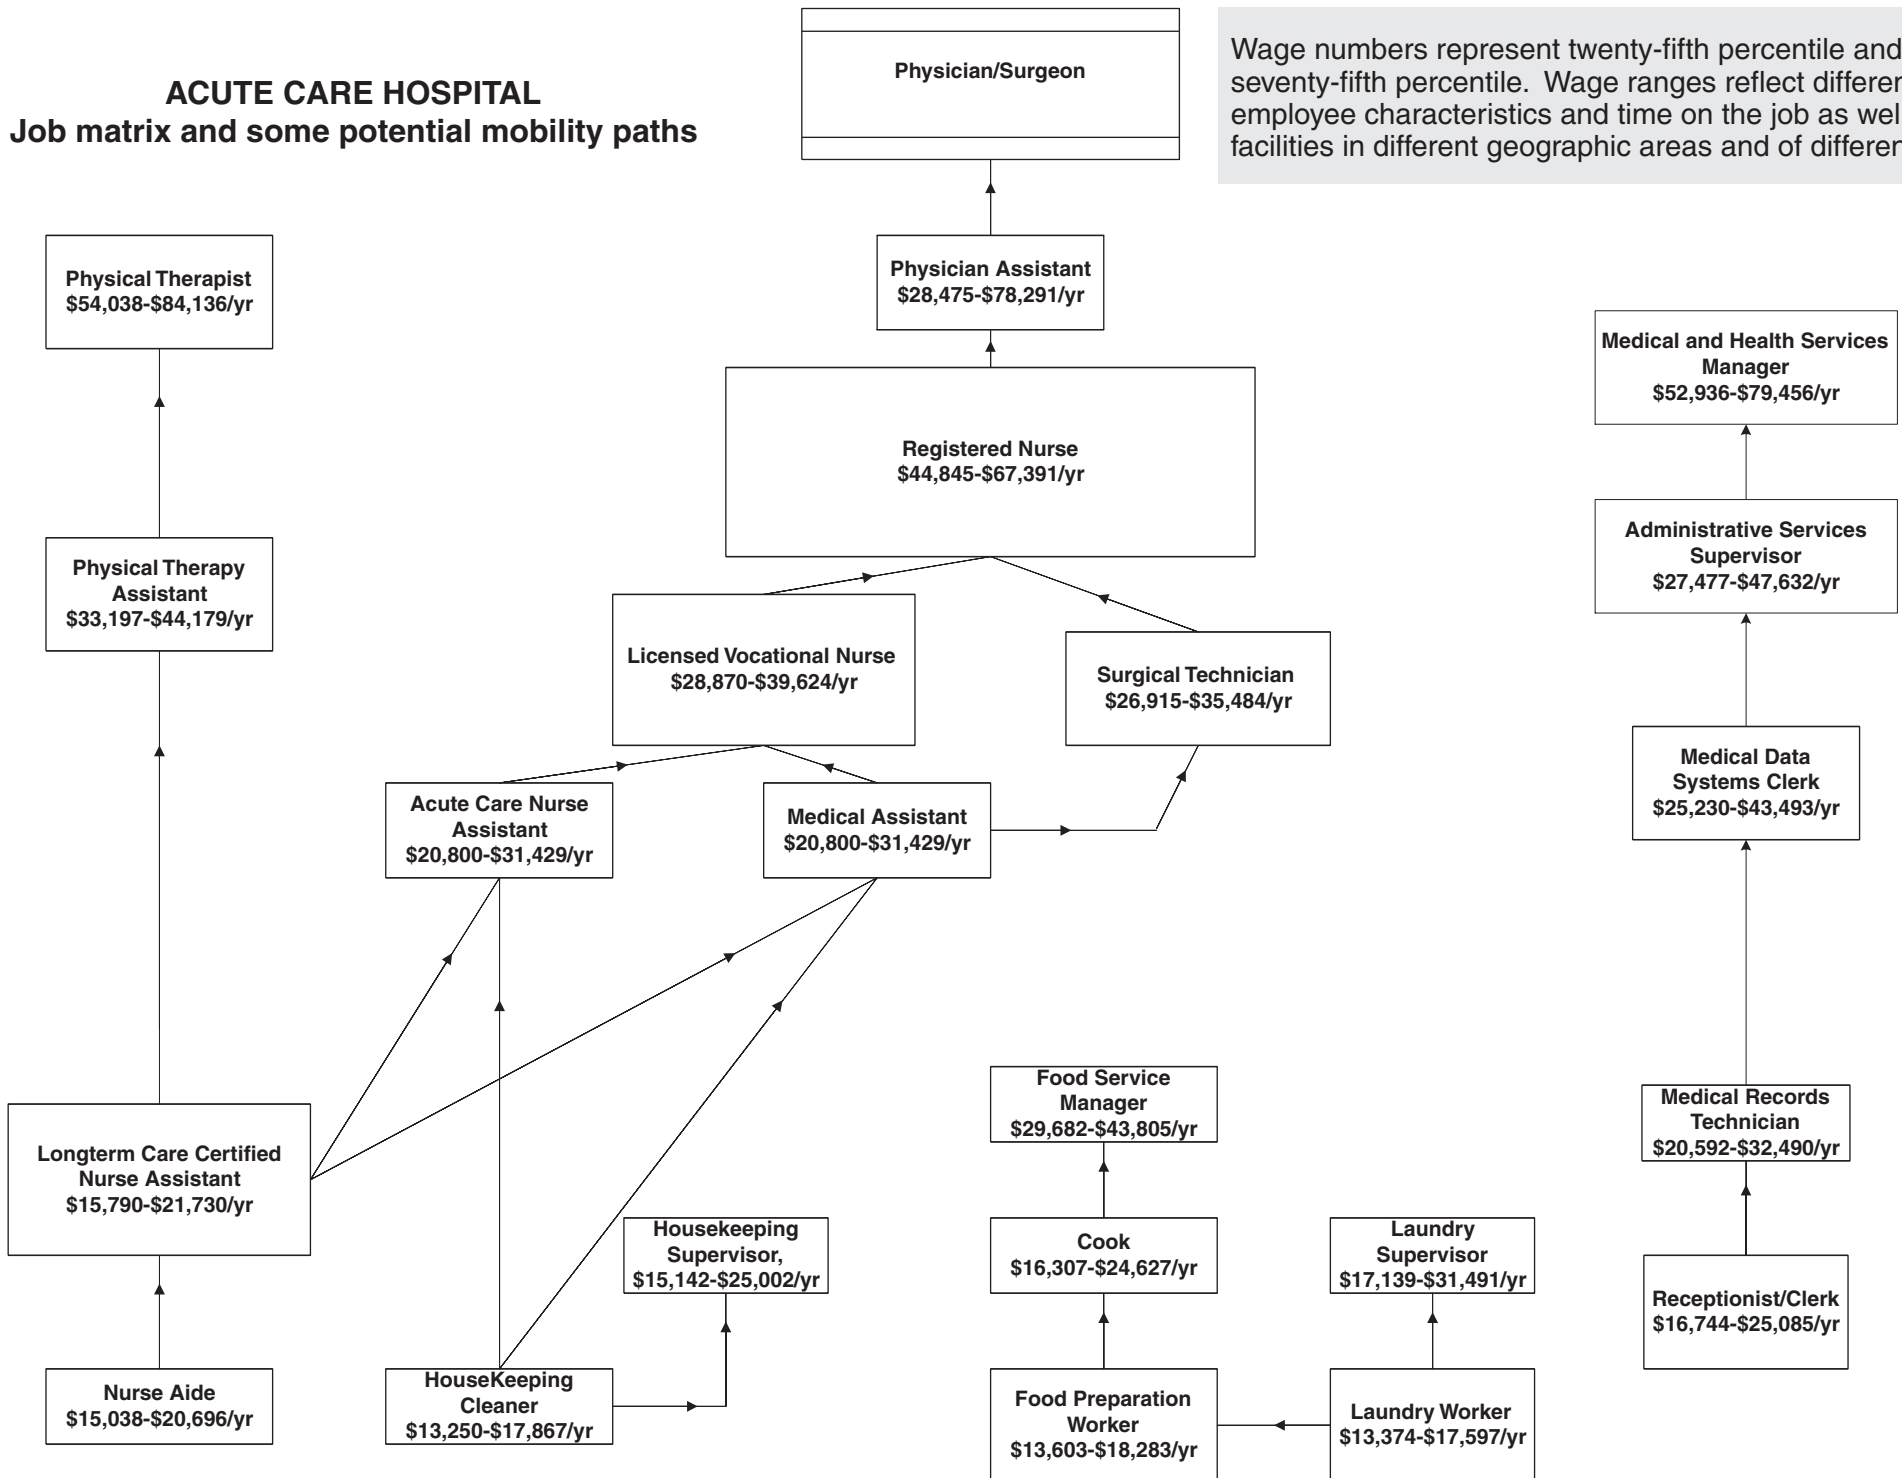 ACUTE CARE HOSPITAL
Job matrix and some potential mobility paths
Physician/Surgeon
Wage numbers represent twenty-fifth percentile and
seventy-fifth percentile. Wage ranges reflect differen
employee characteristics and time on the job as wel
facilities in different geographic areas and of differen
Physical Therapist
$54,038-$84,136/yr
Physician Assistant
$28,475-$78,291/yr
Medical and Health Services
Manager
$52,936-$79,456/yr
Registered Nurse
$44,845-$67,391/yr
Administrative Services
Supervisor
$27,477-$47,632/yr
Physical Therapy
Assistant
$33,197-$44,179/yr
Licensed Vocational Nurse
$28,870-$39,624/yr
Surgical Technician
$26,915-$35,484/yr
Medical Data
Systems Clerk
$25,230-$43,493/yr
Acute Care Nurse
Assistant
$20,800-$31,429/yr
Medical Assistant
$20,800-$31,429/yr
Food Service
Manager
$29,682-$43,805/yr
Medical Records
Technician
$20,592-$32,490/yr
Longterm Care Certified
Nurse Assistant
$15,790-$21,730/yr
Housekeeping
Supervisor,
$15,142-$25,002/yr
Cook
$16,307-$24,627/yr
Laundry
Supervisor
$17,139-$31,491/yr
Receptionist/Clerk
$16,744-$25,085/yr
Nurse Aide
$15,038-$20,696/yr
HouseKeeping
Cleaner
$13,250-$17,867/yr
Food Preparation
Worker
$13,603-$18,283/yr
Laundry Worker
$13,374-$17,597/yr